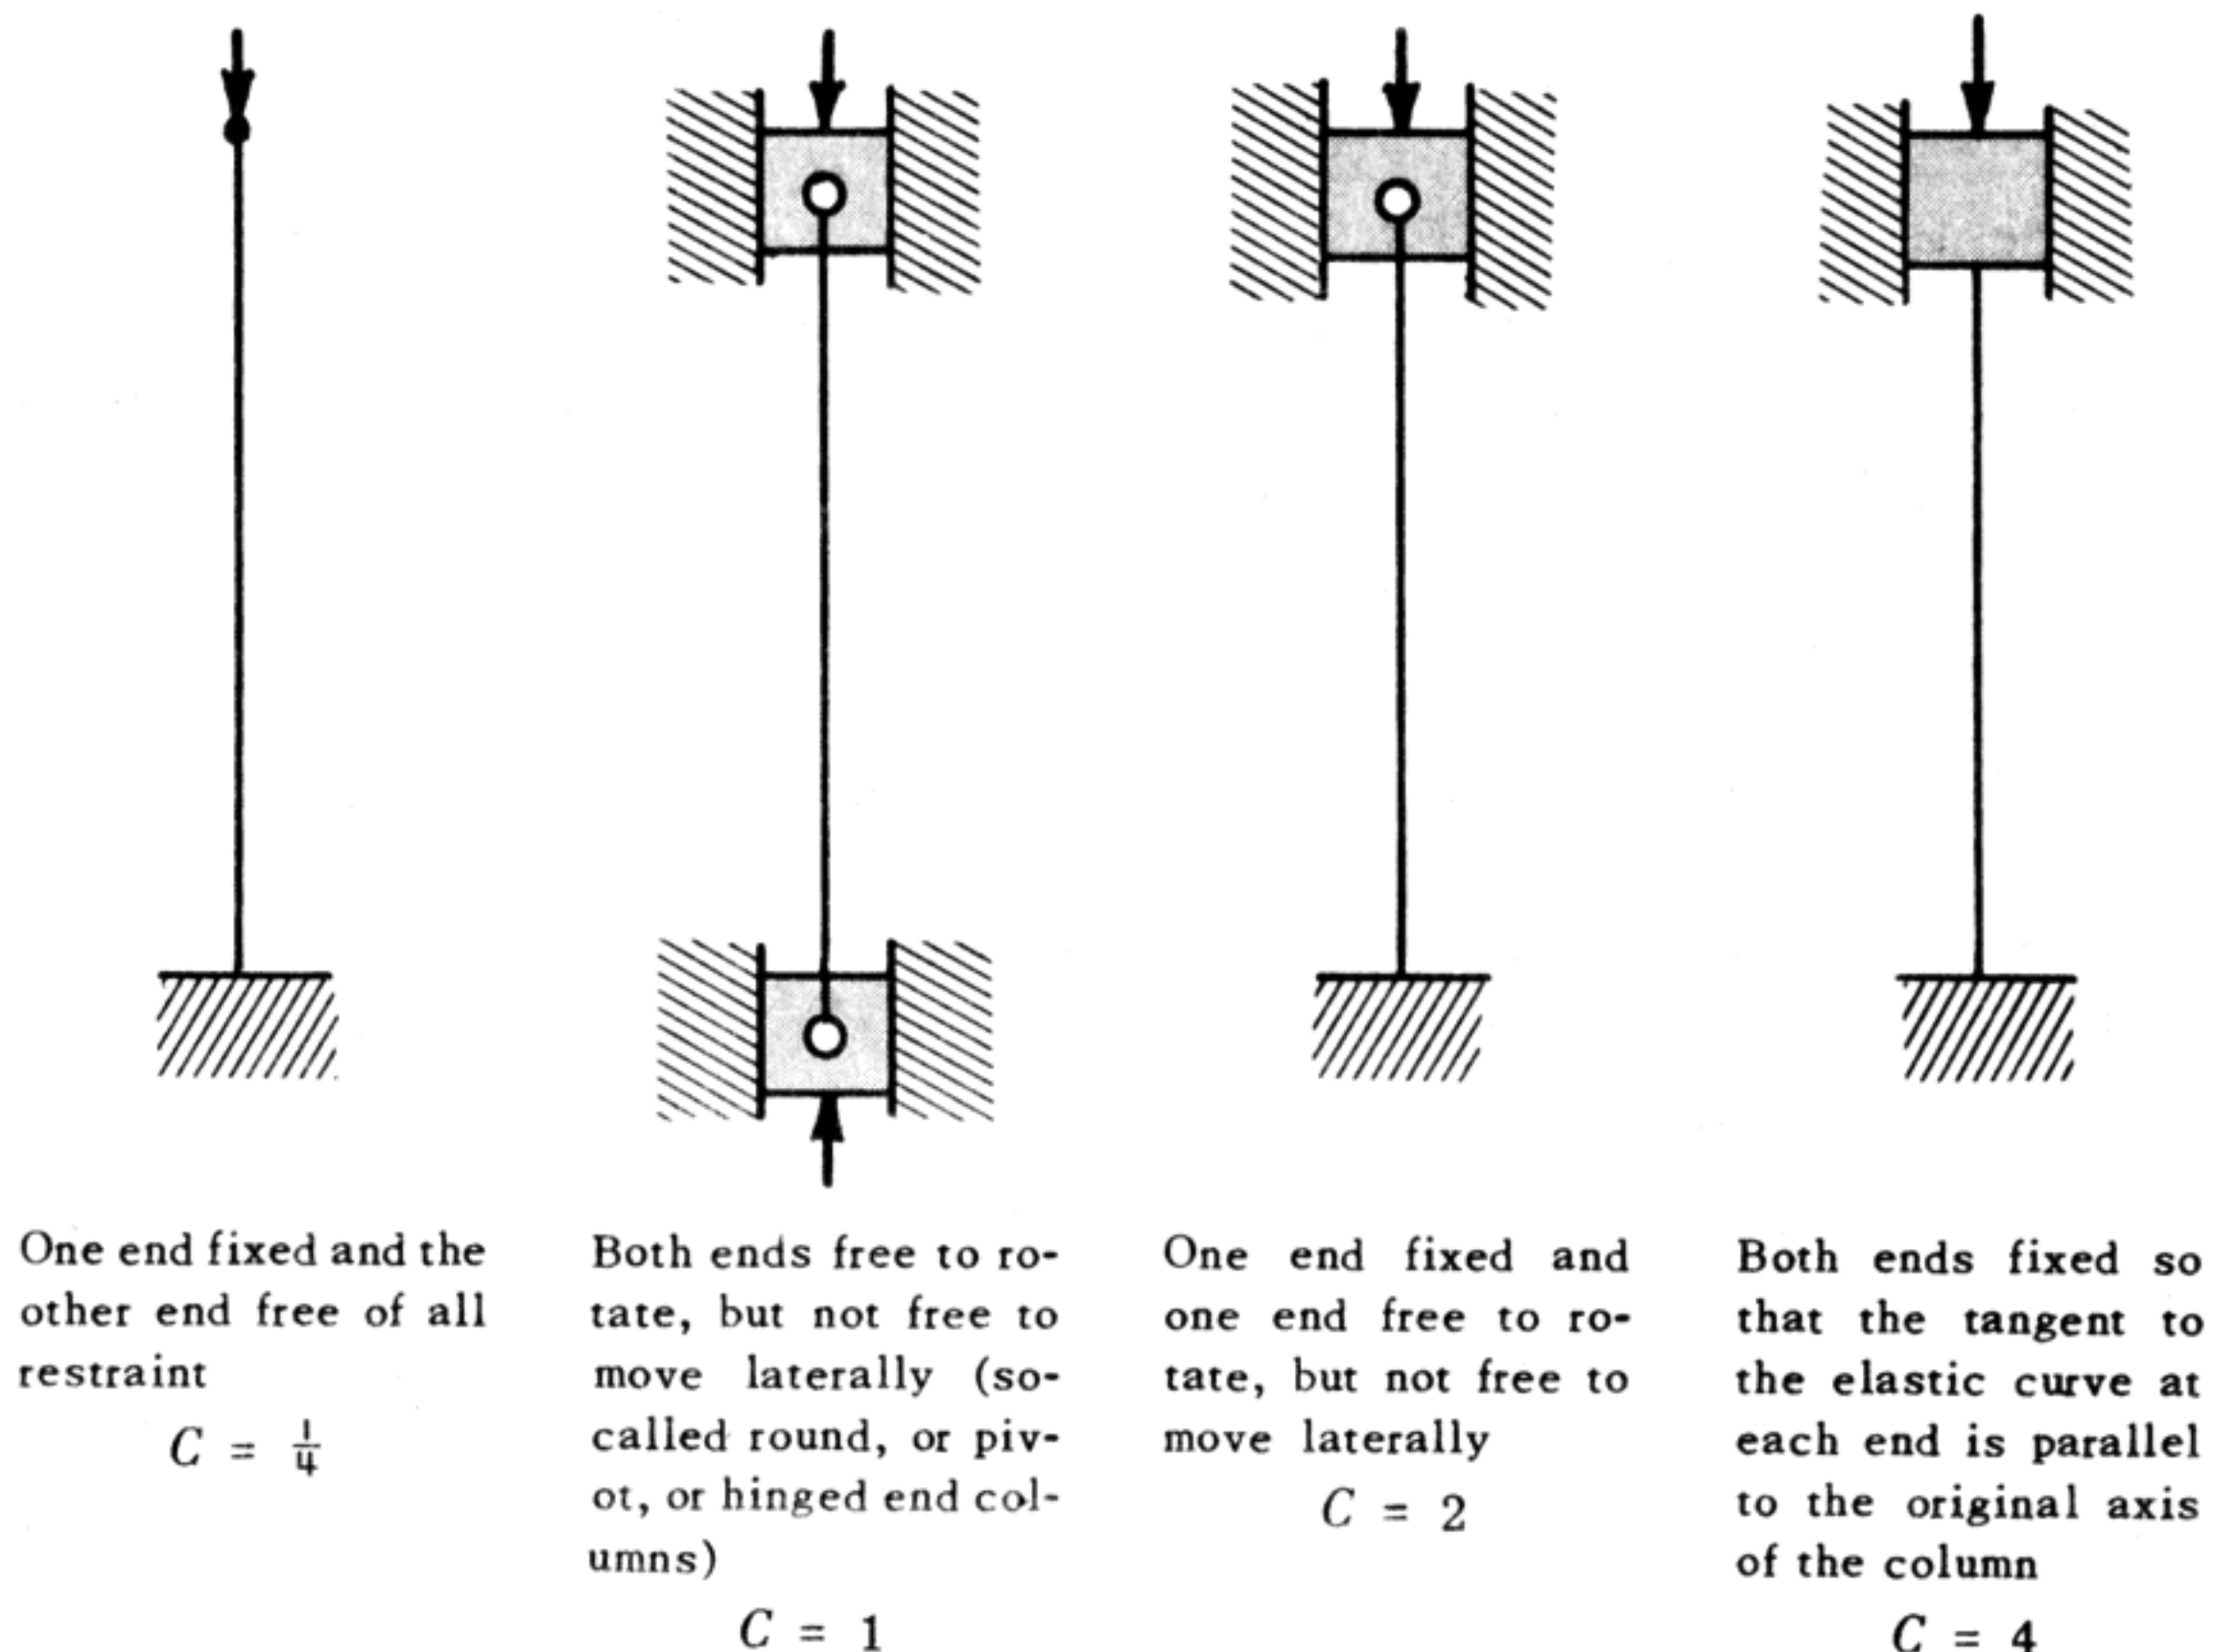 One end fixed and the
other end free of all
restraint
C = 1/4
Both ends free to ro-
tate, but not free to
move laterally (so-
called round, or piv-
ot, or hinged end col-
umns)
C = 1
One end fixed and
one end free to ro-
tate, but not free to
move laterally
C = 2
Both ends fixed so
that the tangent to
the elastic curve at
each end is parallel
to the original axis
of the column
C = 4